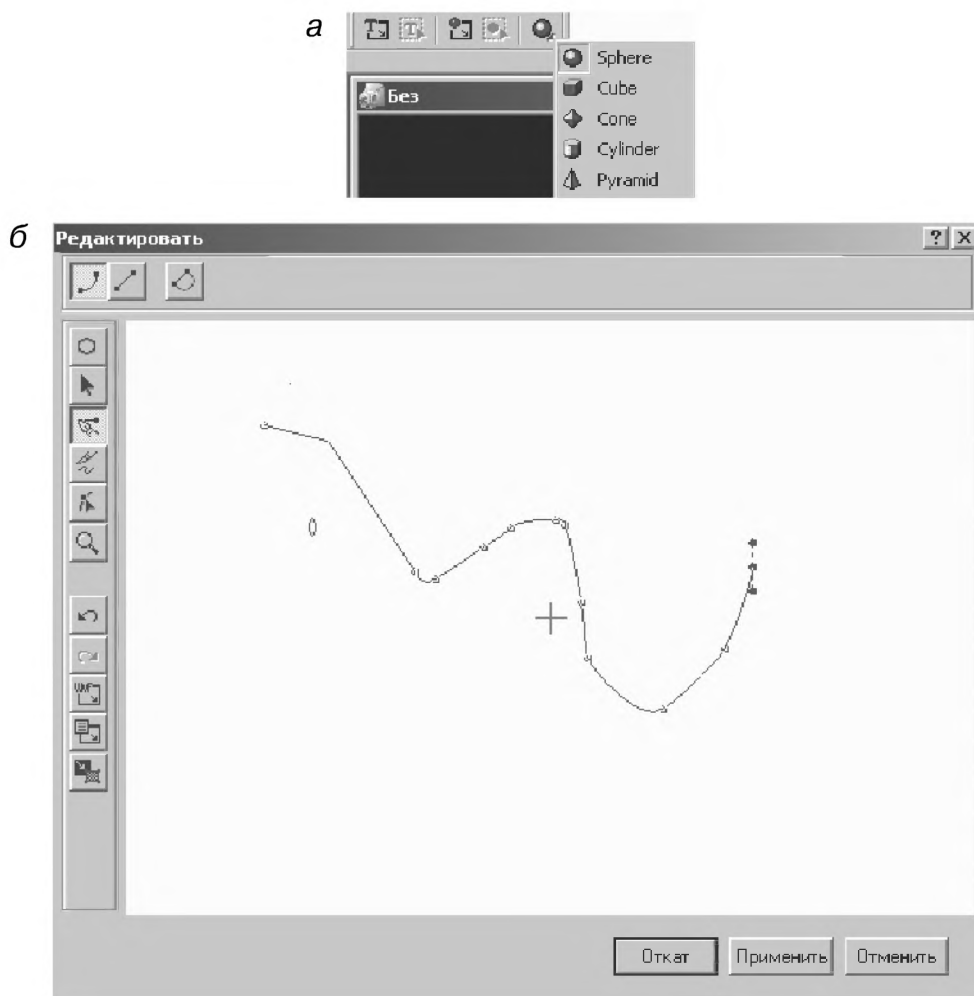 а
Sphere
Без
Cube
Cone
Cylinder
Pyramid
б
Редактировать
Откат
Применить
Отменить